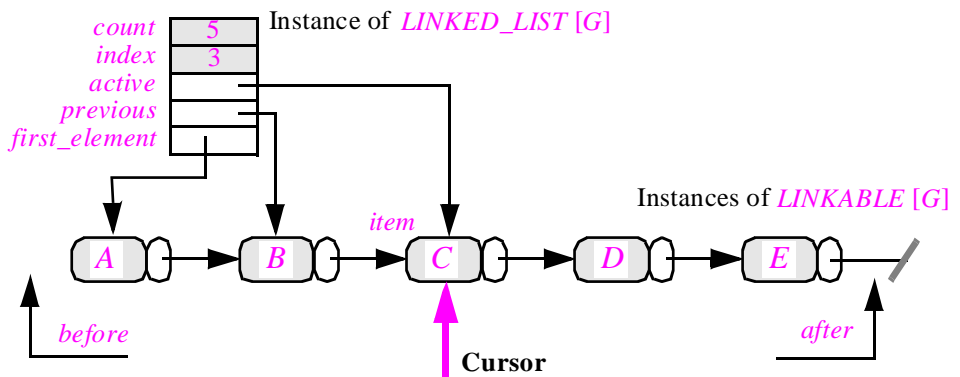 count 5 Instance of LINKED_LIST [G]
index 3
active
previous
first_element
Instances of LINKABLE [G]
item
A B C D E
before after
Cursor